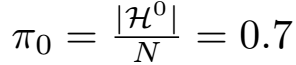 π₀ = |ℋ⁰| / N = 0.7